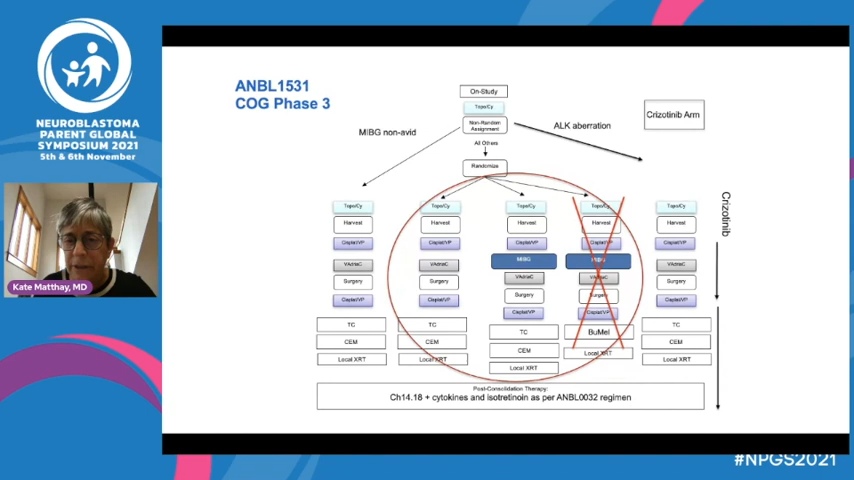 NEUROBLASTOMA
PARENT GLOBAL
SYMPOSIUM 2021
5th & 6th November
Kate Matthay, MD
ANBL1531
COG Phase 3
On-Study
Topo/Cy
Non-Random
Assignment
MIBG non-avid
ALK aberration
Crizotinib Arm
All Others
Randomize
Crizotinib
Topo/Cy
Harvest
Cisplat/VP
VAdriaC
Surgery
Cisplat/VP
TC
CEM
Local XRT
Topo/Cy
Harvest
Cisplat/VP
VAdriaC
Surgery
Cisplat/VP
TC
CEM
Local XRT
Topo/Cy
Harvest
Cisplat/VP
MIBG
VAdriaC
Surgery
Cisplat/VP
TC
CEM
Local XRT
Topo/Cy
Harvest
Cisplat/VP
VAdriaC
Surgery
Cisplat/VP
BuMel
Local XRT
Topo/Cy
Harvest
Cisplat/VP
VAdriaC
Surgery
Cisplat/VP
TC
CEM
Local XRT
Post-Consolidation Therapy:
Ch14.18 + cytokines and isotretinoin as per ANBL0032 regimen
#NPGS2021